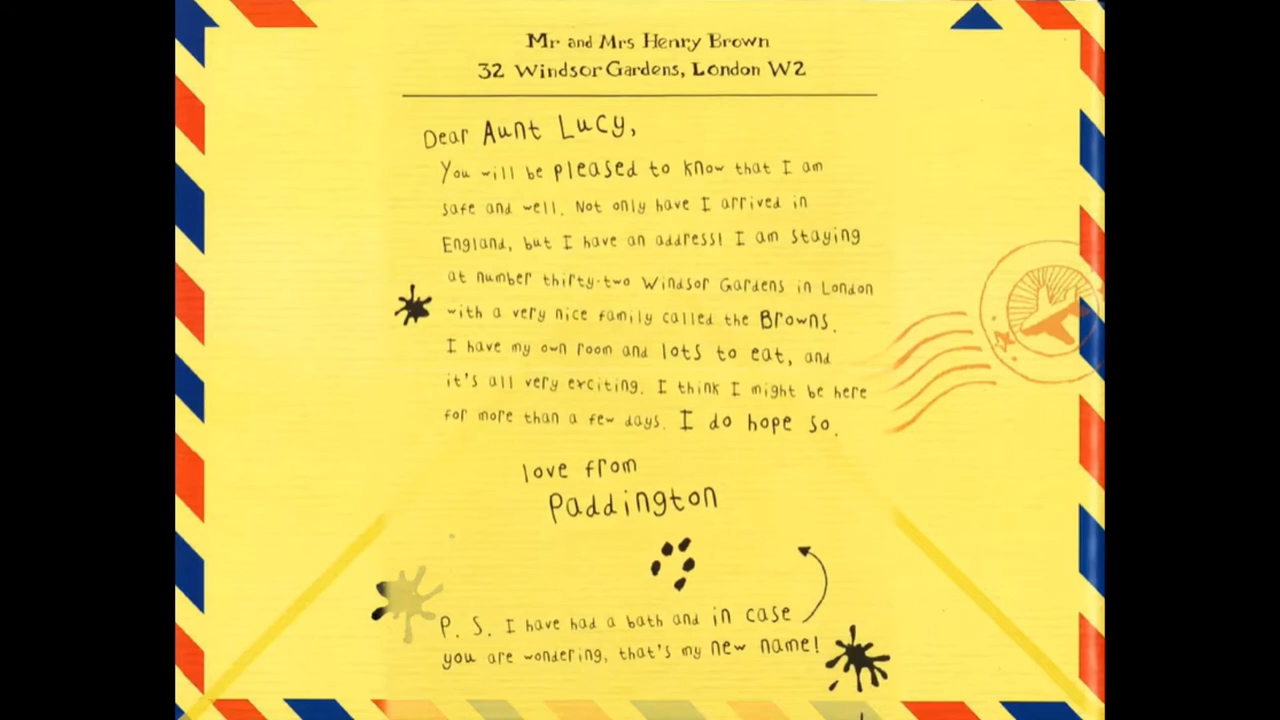 Mr and Mrs Henry Brown
32 Windsor Gardens, London W2
Dear Aunt Lucy,
You will be pleased to know that I am
safe and well. Not only have I arrived in
England, but I have an address! I am staying
at number thirty-two Windsor Gardens in London
with a very nice family called the Browns.
I have my own room and lots to eat, and
it's all very exciting. I think I might be here
for more than a few days. I do hope so.
love from
Paddington
P. S. I have had a bath and in case
you are wondering, that's my new name!